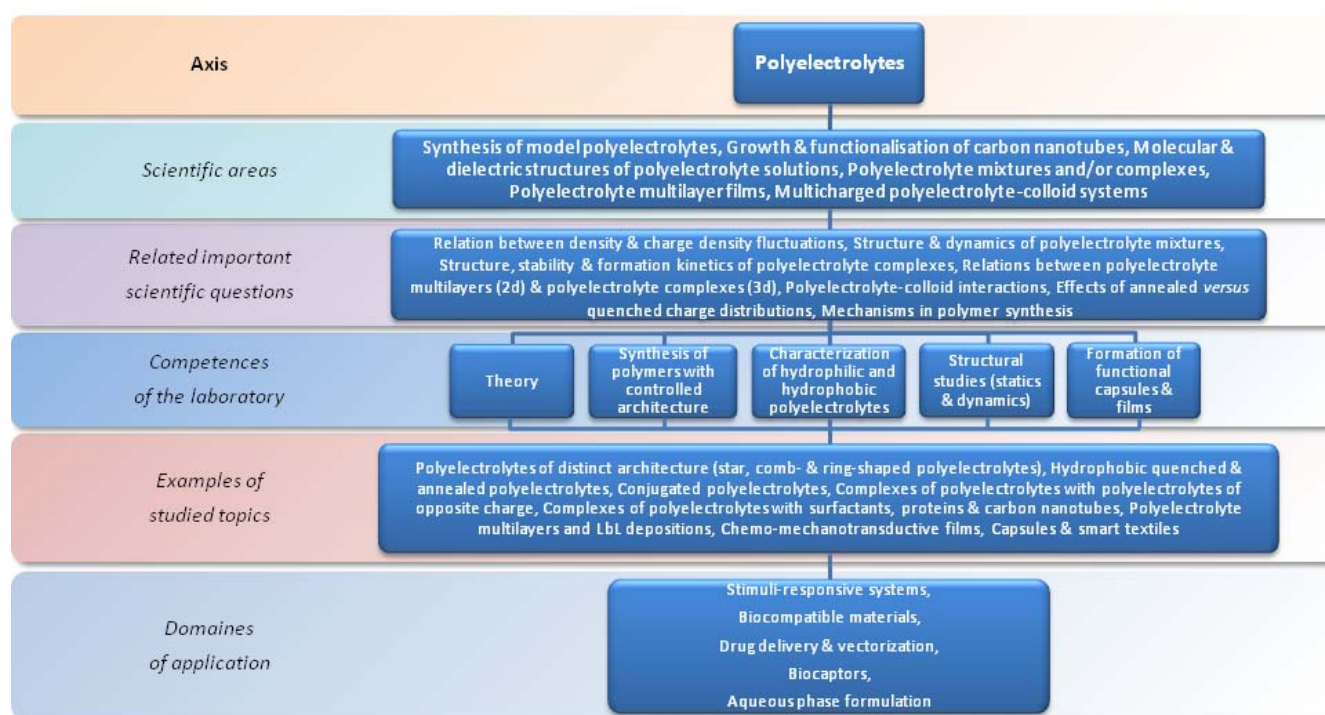 Axis
Polyelectrolytes
Scientific areas
Synthesis of model polyelectrolytes, Growth & functionalisation of carbon nanotubes, Molecular &
dielectric structures of polyelectrolyte solutions, Polyelectrolyte mixtures and/or complexes,
Polyelectrolyte multilayer films, Multicharged polyelectrolyte-colloid systems
Related important
scientific questions
Relation between density & charge density fluctuations, Structure & dynamics of polyelectrolyte mixtures,
Structure, stability & formation kinetics of polyelectrolyte complexes, Relations between polyelectrolyte
multilayers (2d) & polyelectrolyte complexes (3d), Polyelectrolyte-colloid interactions, Effects of annealed versus
quenched charge distributions, Mechanisms in polymer synthesis
Competences
of the laboratory
Theory
Synthesis of
polymers with
controlled
architecture
Characterization
of hydrophilic and
hydrophobic
polyelectrolytes
Structural
studies (statics
& dynamics)
Formation of
functional
capsules &
films
Examples of
studied topics
Polyelectrolytes of distinct architecture (star, comb- & ring-shaped polyelectrolytes), Hydrophobic quenched &
annealed polyelectrolytes, Conjugated polyelectrolytes, Complexes of polyelectrolytes with polyelectrolytes of
opposite charge, Complexes of polyelectrolytes with surfactants, proteins & carbon nanotubes, Polyelectrolyte
multilayers and LbL depositions, Chemo-mechanotransductive films, Capsules & smart textiles
Domaines
of application
Stimuli-responsive systems,
Biocompatible materials,
Drug delivery & vectorization,
Biocaptors,
Aqueous phase formulation